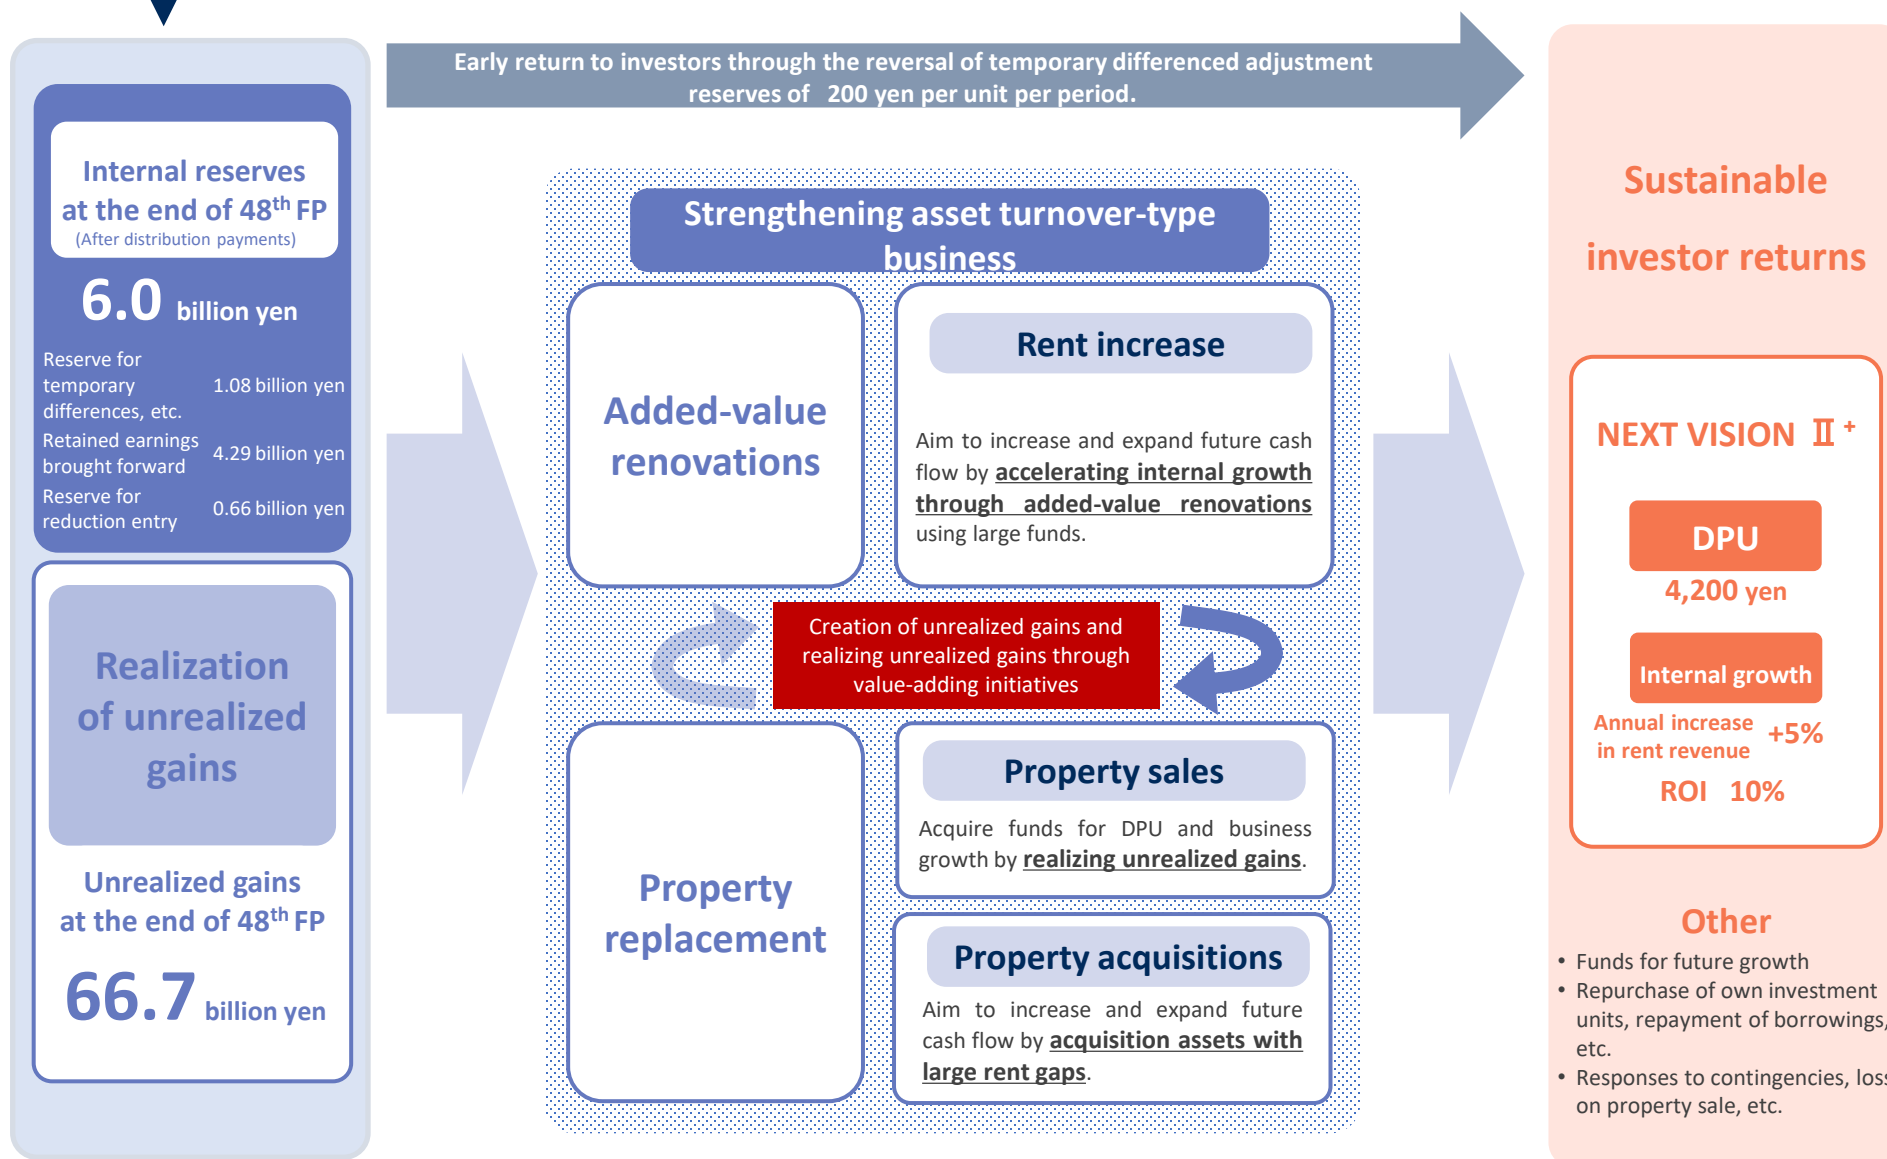 Early return to investors through the reversal of temporary differenced adjustment
reserves of 200 yen per unit per period.
Internal reserves
at the end of 48th FP
(After distribution payments)
6.0 billion yen
Reserve for
temporary
differences, etc.
1.08 billion yen
Retained earnings
brought forward
4.29 billion yen
Reserve for
reduction entry
0.66 billion yen
Realization
of unrealized
gains
Unrealized gains
at the end of 48th FP
66.7 billion yen
Strengthening asset turnover-type
business
Added-value
renovations
Rent increase
Aim to increase and expand future cash
flow by accelerating internal growth
through added-value renovations
using large funds.
Creation of unrealized gains and
realizing unrealized gains through
value-adding initiatives
Property
replacement
Property sales
Acquire funds for DPU and business
growth by realizing unrealized gains.
Property acquisitions
Aim to increase and expand future
cash flow by acquisition assets with
large rent gaps.
Sustainable
investor returns
NEXT VISION Ⅱ+
DPU
4,200 yen
Internal growth
Annual increase
in rent revenue
+5%
ROI 10%
Other
• Funds for future growth
• Repurchase of own investment
units, repayment of borrowings,
etc.
• Responses to contingencies, loss
on property sale, etc.